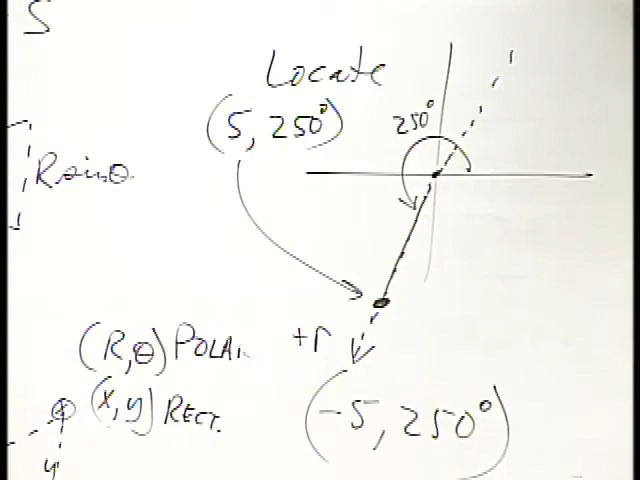 S
Locate
(5, 250°)
250°
R sin θ
(R, θ) POLAR
+r
(x, y) RECT.
(-5, 250°)
y